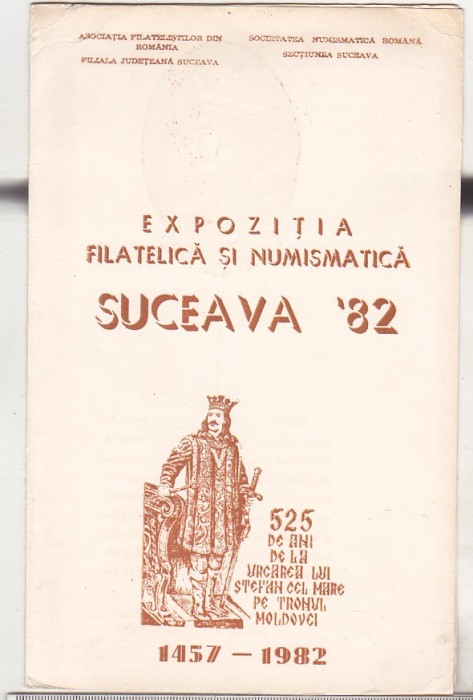 ASOCIAȚIA FILATELIȘTILOR DIN
ROMÂNIA
FILIALA JUDEȚEANĂ SUCEAVA
SOCIETATEA NUMISMATICĂ ROMÂNĂ
SECȚIUNEA SUCEAVA
EXPOZIȚIA
FILATELICĂ ȘI NUMISMATICĂ
SUCEAVA '82
525
DE ANI
DE LA
URCAREA LUI
ȘTEFAN CEL MARE
PE TRONUL
MOLDOVEI
1457 — 1982